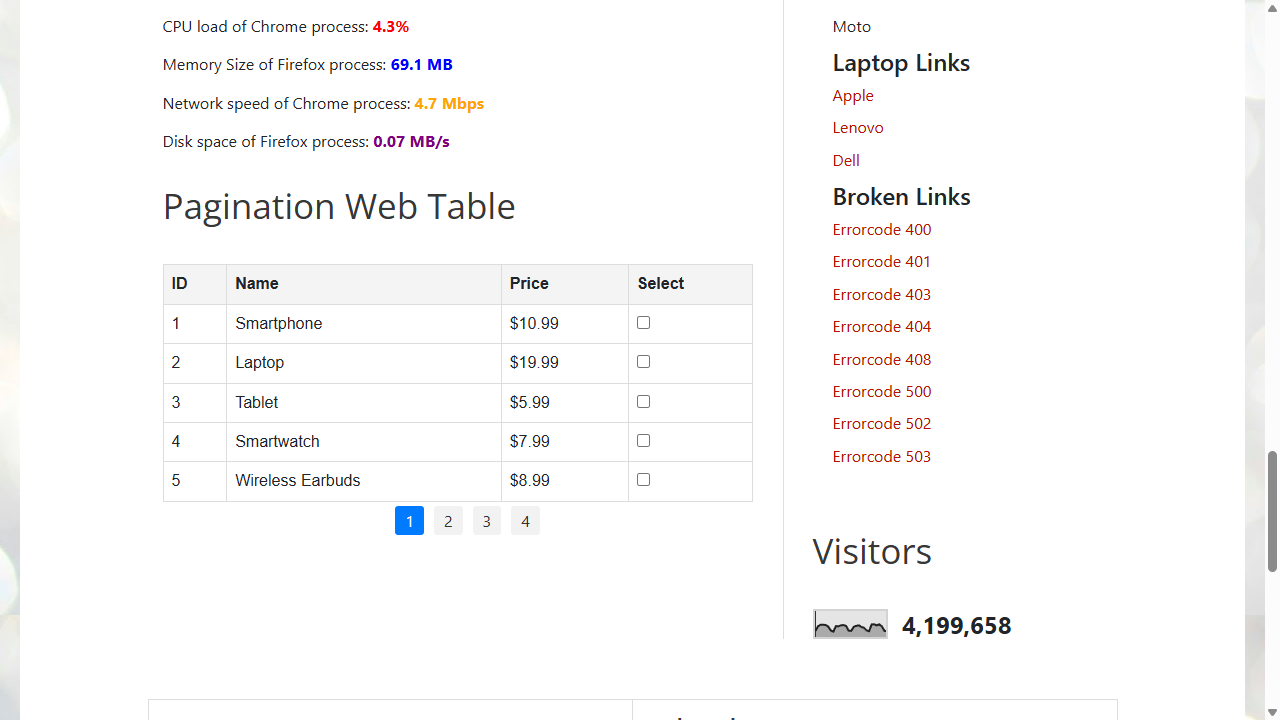 CPU load of Chrome process: 4.3%
Memory Size of Firefox process: 69.1 MB
Network speed of Chrome process: 4.7 Mbps
Disk space of Firefox process: 0.07 MB/s
Pagination Web Table
ID Name Price Select
1 Smartphone $10.99
2 Laptop $19.99
3 Tablet $5.99
4 Smartwatch $7.99
5 Wireless Earbuds $8.99
1 2 3 4
Moto
Laptop Links
Apple
Lenovo
Dell
Broken Links
Errorcode 400
Errorcode 401
Errorcode 403
Errorcode 404
Errorcode 408
Errorcode 500
Errorcode 502
Errorcode 503
Visitors
4,199,658